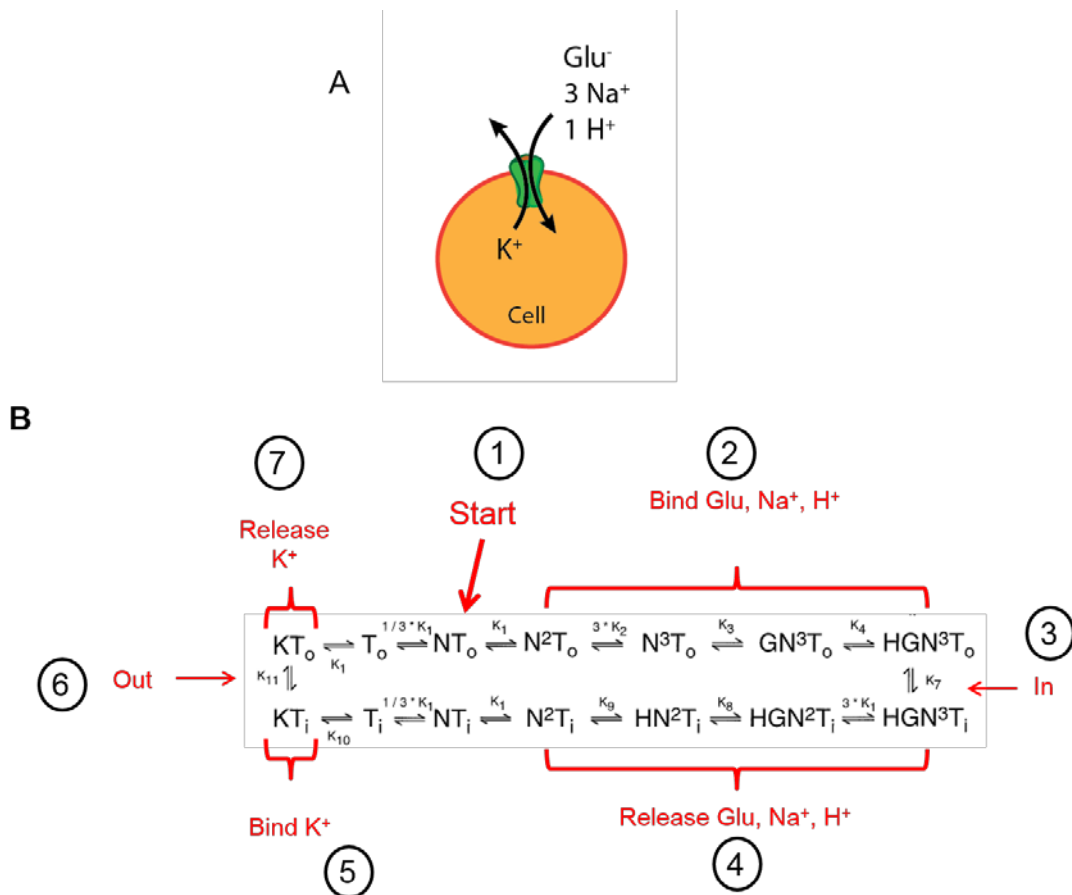 A
Glu⁻
3 Na⁺
1 H⁺
K⁺
Cell
B
7
1
2
Bind Glu, Na⁺, H⁺
Start
Release
K⁺
1 / 3 * K₁ K₁ 3 * K₂ K₃ K₄
KTₒ ⇌ Tₒ ⇌ NTₒ ⇌ N²Tₒ ⇌ N³Tₒ ⇌ GN³Tₒ ⇌ HGN³Tₒ
K₁
3
6
Out
K₁₁ ⇌ ⇌ K₇
In
1 / 3 * K₁ K₁ K₉ K₈ 3 * K₁
KTᵢ ⇌ Tᵢ ⇌ NTᵢ ⇌ N²Tᵢ ⇌ HN²Tᵢ ⇌ HGN²Tᵢ ⇌ HGN³Tᵢ
K₁₀
Bind K⁺
Release Glu, Na⁺, H⁺
5
4